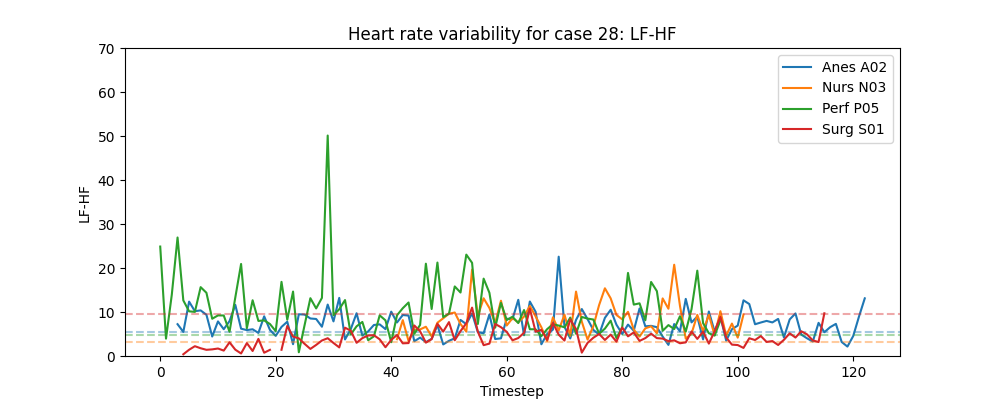 Heart rate variability for case 28: LF-HF
70
60
50
40
30
20
10
0
LF-HF
Anes A02
Nurs N03
Perf P05
Surg S01
0 20 40 60 80 100 120
Timestep